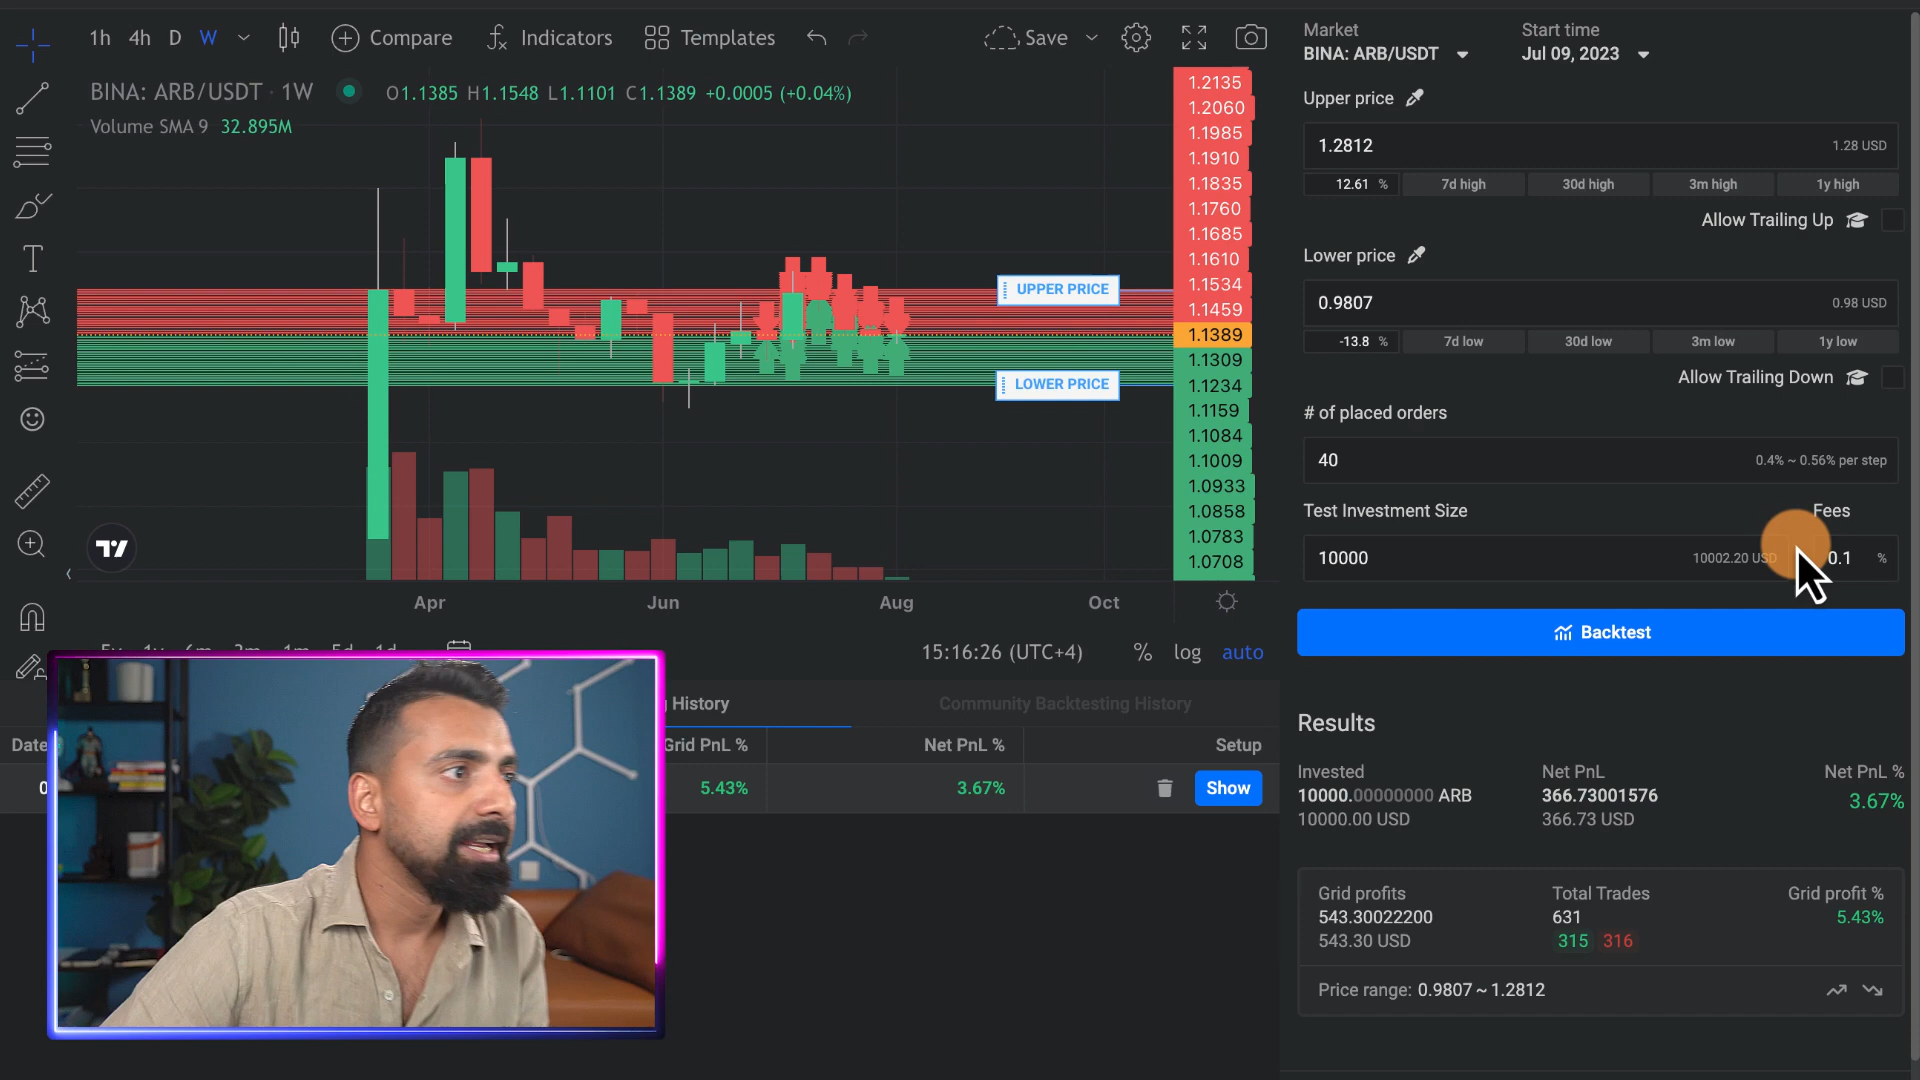 1h 4h D W Compare Indicators Templates Save
BINA: ARB/USDT · 1W O1.1385 H1.1548 L1.1101 C1.1389 +0.0005 (+0.04%)
Volume SMA 9 32.895M
UPPER PRICE
LOWER PRICE
1.2135
1.2060
1.1985
1.1910
1.1835
1.1760
1.1685
1.1610
1.1534
1.1459
1.1389
1.1309
1.1234
1.1159
1.1084
1.1009
1.0933
1.0858
1.0783
1.0708
Apr Jun Aug Oct
15:16:26 (UTC+4) % log auto
History Community Backtesting History
Date Grid PnL % Net PnL % Setup
5.43% 3.67% Show
Market Start time
BINA: ARB/USDT Jul 09, 2023
Upper price
1.2812 1.28 USD
12.61 % 7d high 30d high 3m high 1y high
Allow Trailing Up
Lower price
0.9807 0.98 USD
-13.8 % 7d low 30d low 3m low 1y low
Allow Trailing Down
# of placed orders
40 0.4% ~ 0.56% per step
Test Investment Size Fees
10000 10002.20 USD 0.1 %
Backtest
Results
Invested Net PnL Net PnL %
10000.00000000 ARB 366.73001576 3.67%
10000.00 USD 366.73 USD
Grid profits Total Trades Grid profit %
543.30022200 631 5.43%
543.30 USD 315 316
Price range: 0.9807 ~ 1.2812